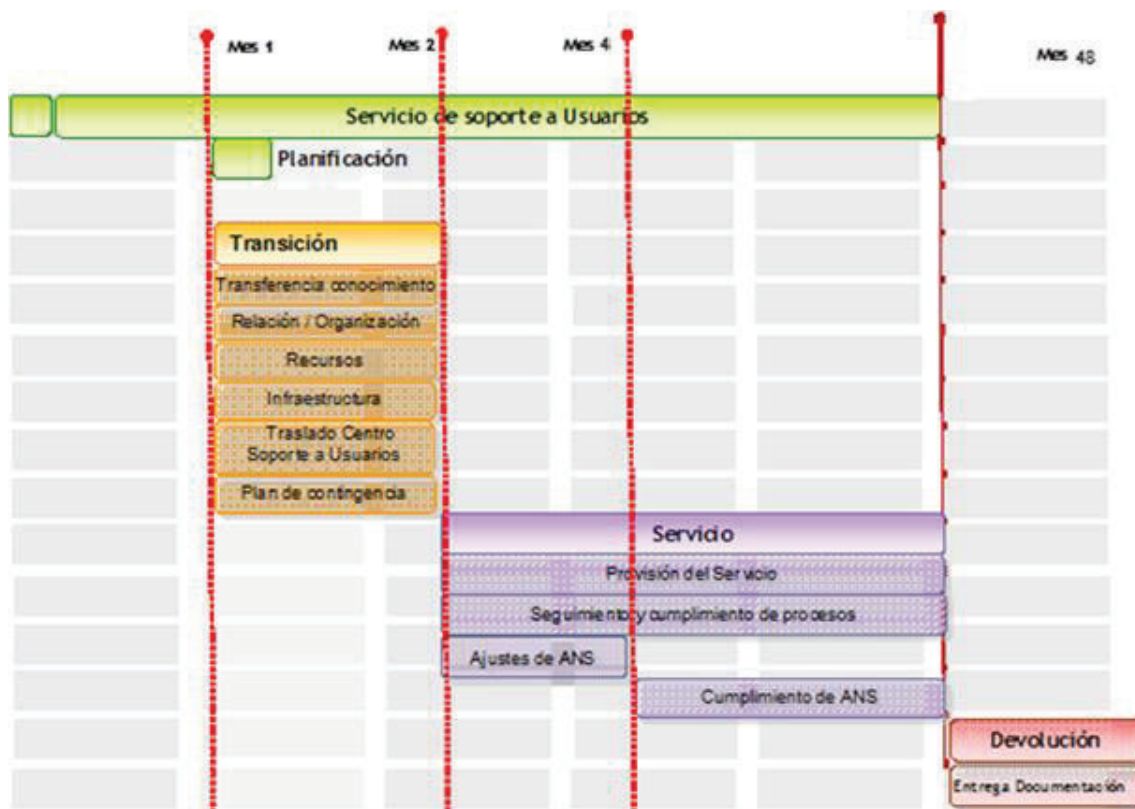 Mes 1
Mes 2
Mes 4
Mes 48
Servicio de soporte a Usuarios
Planificación
Transición
Transferencia conocimiento
Relación / Organización
Recursos
Infraestructura
Traslado Centro
Soporte a Usuarios
Plan de contingencia
Servicio
Provisión del Servicio
Seguimiento y cumplimiento de procesos
Ajustes de ANS
Cumplimiento de ANS
Devolución
Entrega Documentación